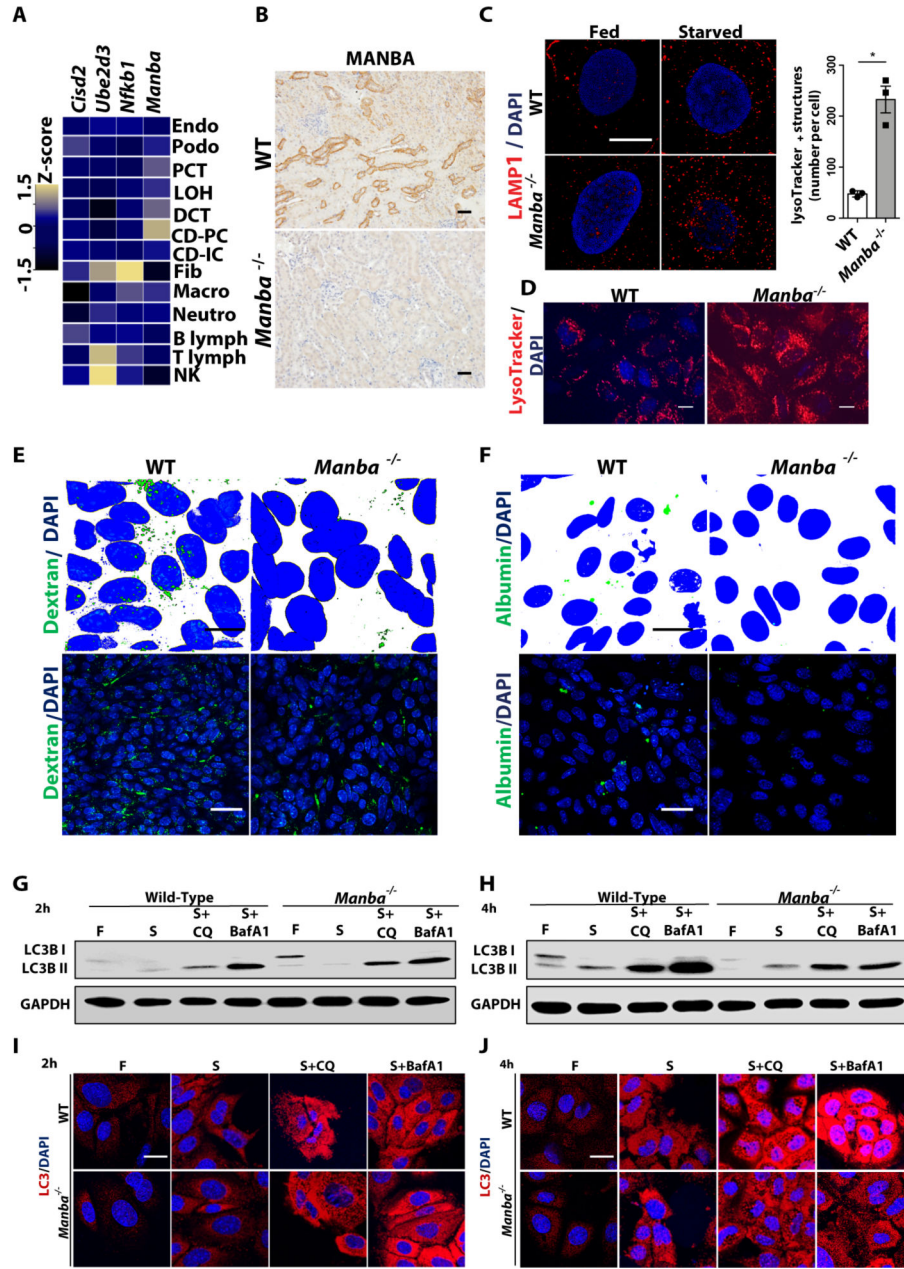 A
Cisd2
Ube2d3
Nfkb1
Manba
Z-score
1.5
0
-1.5
Endo
Podo
PCT
LOH
DCT
CD-PC
CD-IC
Fib
Macro
Neutro
B lymph
T lymph
NK
B
MANBA
WT
Manba -/-
C
Fed Starved
LAMP1 / DAPI
WT
Manba -/-
lysoTracker + structures
(number per cell)
300
200
100
0
*
WT
Manba -/-
D
WT Manba -/-
LysoTracker/
DAPI
E
WT Manba -/-
Dextran/ DAPI
Dextran/DAPI
F
WT Manba -/-
Albumin/DAPI
Albumin/DAPI
G
Wild-Type Manba -/-
2h F S S+ CQ S+ BafA1 F S S+ CQ S+ BafA1
LC3B I
LC3B II
GAPDH
H
Wild-Type Manba -/-
4h F S S+ CQ S+ BafA1 F S S+ CQ S+ BafA1
LC3B I
LC3B II
GAPDH
I
2h F S S+CQ S+BafA1
LC3/DAPI
WT
Manba -/-
J
4h F S S+CQ S+BafA1
LC3/DAPI
WT
Manba -/-